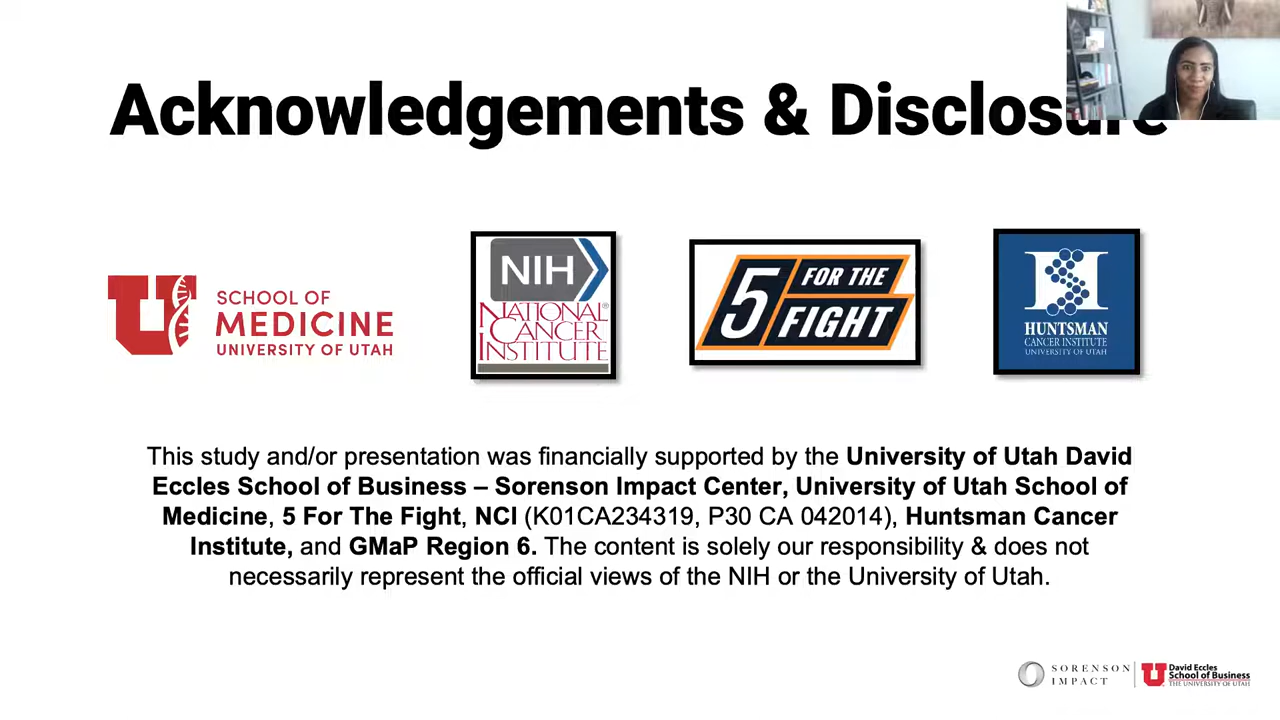 Acknowledgements & Disclosure
SCHOOL OF
MEDICINE
UNIVERSITY OF UTAH
NIH
NATIONAL
CANCER
INSTITUTE
5 FOR THE
FIGHT
HUNTSMAN
CANCER INSTITUTE
UNIVERSITY OF UTAH
This study and/or presentation was financially supported by the University of Utah David
Eccles School of Business – Sorenson Impact Center, University of Utah School of
Medicine, 5 For The Fight, NCI (K01CA234319, P30 CA 042014), Huntsman Cancer
Institute, and GMaP Region 6. The content is solely our responsibility & does not
necessarily represent the official views of the NIH or the University of Utah.
SORENSON
IMPACT
David Eccles
School of Business
THE UNIVERSITY OF UTAH